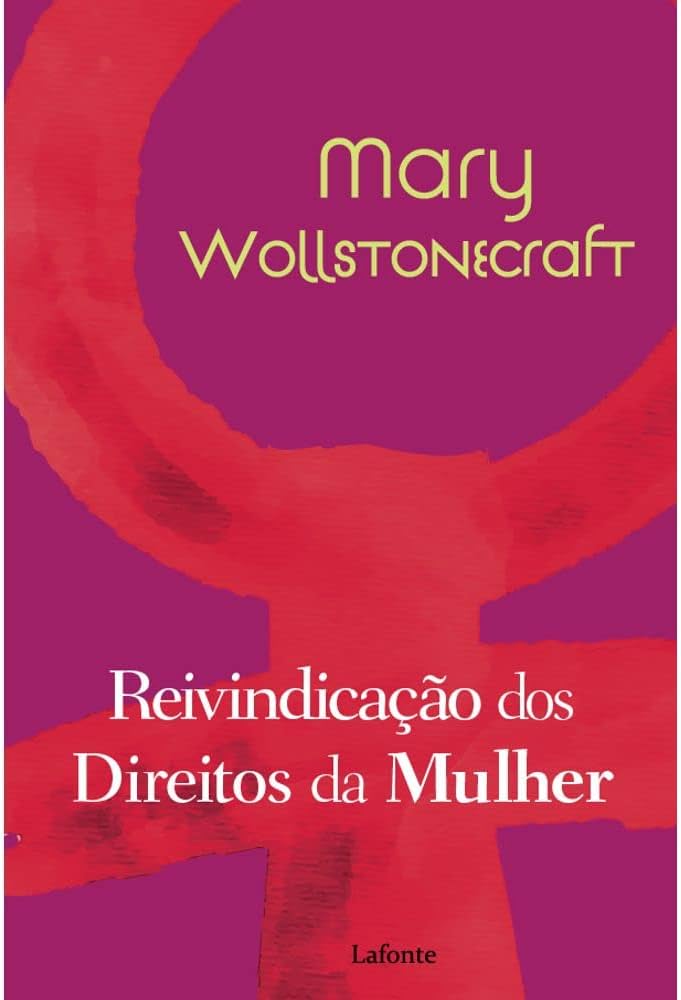 Mary
Wollstonecraft
Reivindicação dos
Direitos da Mulher
Lafonte